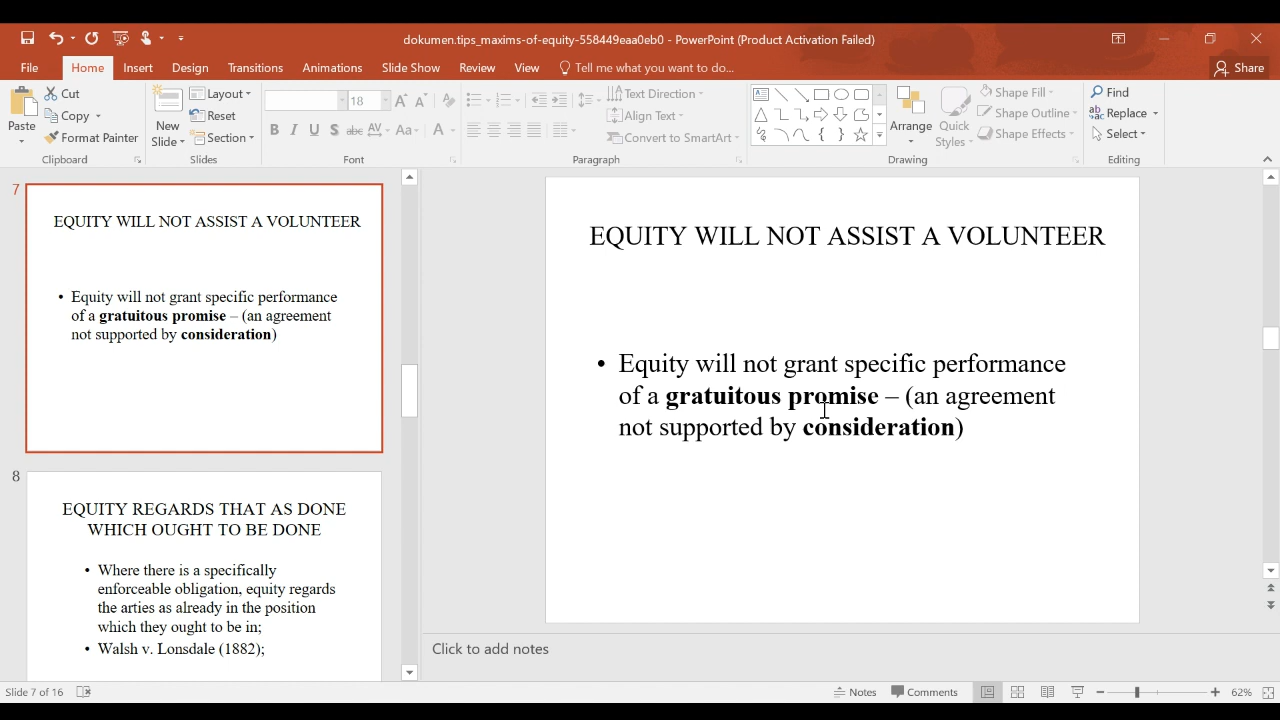 dokumen.tips_maxims-of-equity-558449eaa0eb0 - PowerPoint (Product Activation Failed)
File Home Insert Design Transitions Animations Slide Show Review View Tell me what you want to do... Share
Paste
Cut
Copy
Format Painter
Clipboard
New Slide
Layout
Reset
Section
Slides
18
B I U S abc AV Aa A
Font
Text Direction
Align Text
Convert to SmartArt
Paragraph
Arrange
Quick Styles
Shape Fill
Shape Outline
Shape Effects
Drawing
Find
Replace
Select
Editing
7
EQUITY WILL NOT ASSIST A VOLUNTEER
• Equity will not grant specific performance
of a gratuitous promise – (an agreement
not supported by consideration)
8
EQUITY REGARDS THAT AS DONE
WHICH OUGHT TO BE DONE
• Where there is a specifically
enforceable obligation, equity regards
the arties as already in the position
which they ought to be in;
• Walsh v. Lonsdale (1882);
EQUITY WILL NOT ASSIST A VOLUNTEER
• Equity will not grant specific performance
of a gratuitous promise – (an agreement
not supported by consideration)
Click to add notes
Slide 7 of 16
Notes Comments 62%